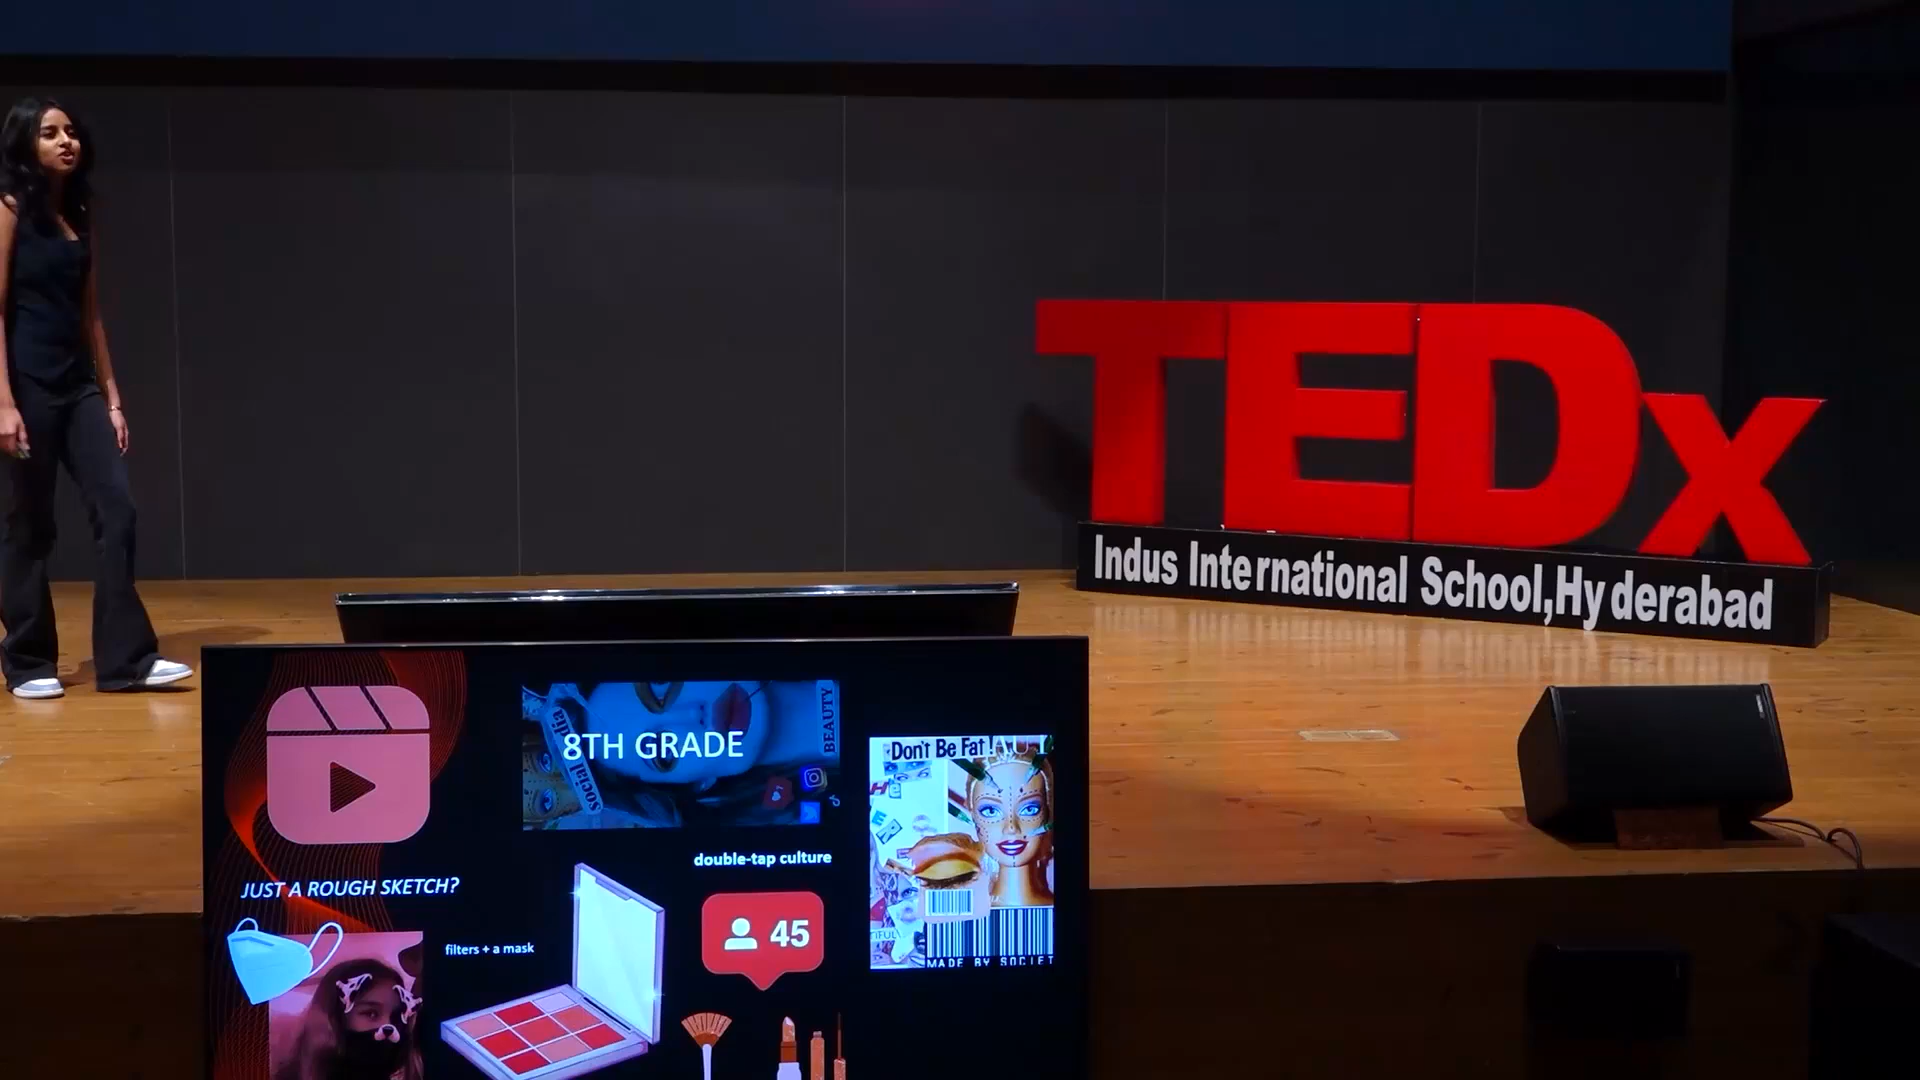 TEDx
Indus International School,Hyderabad
8TH GRADE
BEAUTY
social
Don't Be Fat!
double-tap culture
JUST A ROUGH SKETCH?
45
filters + a mask
MADE BY SOCIET